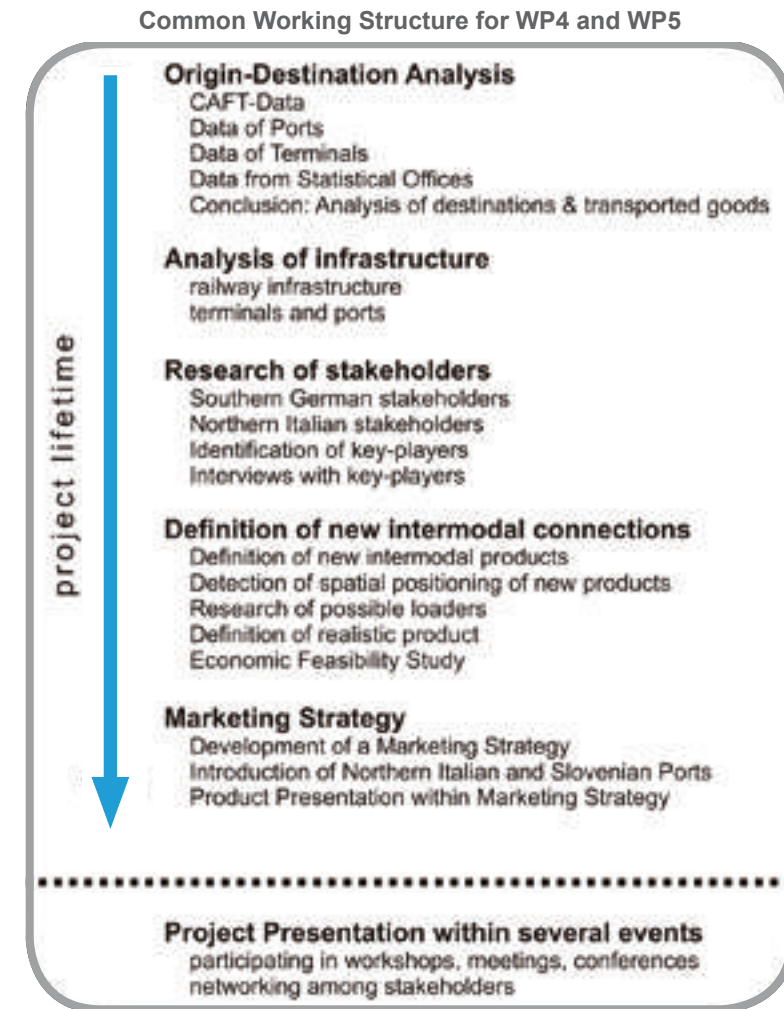 Common Working Structure for WP4 and WP5
project lifetime
Origin-Destination Analysis
CAFT-Data
Data of Ports
Data of Terminals
Data from Statistical Offices
Conclusion: Analysis of destinations & transported goods
Analysis of infrastructure
railway infrastructure
terminals and ports
Research of stakeholders
Southern German stakeholders
Northern Italian stakeholders
Identification of key-players
Interviews with key-players
Definition of new intermodal connections
Definition of new intermodal products
Detection of spatial positioning of new products
Research of possible loaders
Definition of realistic product
Economic Feasibility Study
Marketing Strategy
Development of a Marketing Strategy
Introduction of Northern Italian and Slovenian Ports
Product Presentation within Marketing Strategy
Project Presentation within several events
participating in workshops, meetings, conferences
networking among stakeholders